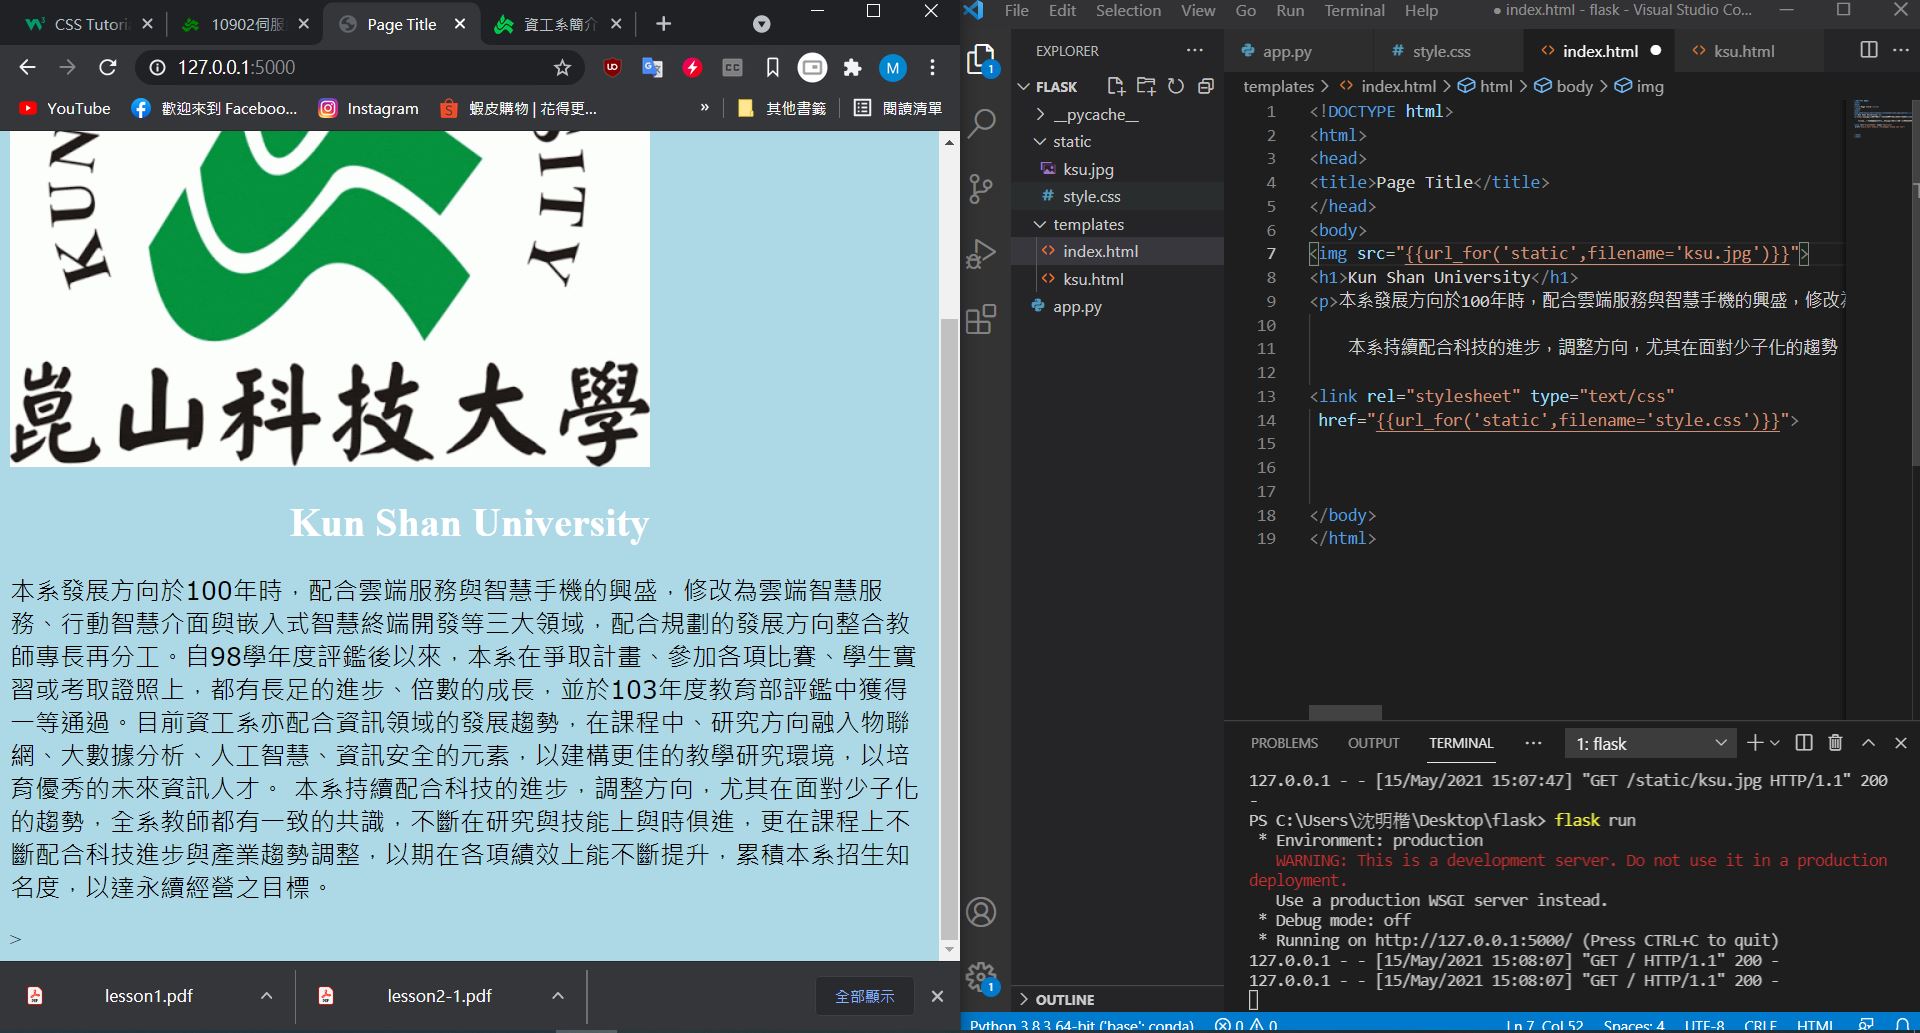 CSS Tutori
10902伺服
Page Title
資工系簡介
127.0.0.1:5000
YouTube
歡迎來到 Faceboo...
Instagram
蝦皮購物 | 花得更...
»
其他書籤
閱讀清單
KUN
SITY
崑山科技大學
Kun Shan University
本系發展方向於100年時，配合雲端服務與智慧手機的興盛，修改為雲端智慧服
務、行動智慧介面與嵌入式智慧終端開發等三大領域，配合規劃的發展方向整合教
師專長再分工。自98學年度評鑑後以來，本系在爭取計畫、參加各項比賽、學生實
習或考取證照上，都有長足的進步、倍數的成長，並於103年度教育部評鑑中獲得
一等通過。目前資工系亦配合資訊領域的發展趨勢，在課程中、研究方向融入物聯
網、大數據分析、人工智慧、資訊安全的元素，以建構更佳的教學研究環境，以培
育優秀的未來資訊人才。 本系持續配合科技的進步，調整方向，尤其在面對少子化
的趨勢，全系教師都有一致的共識，不斷在研究與技能上與時俱進，更在課程上不
斷配合科技進步與產業趨勢調整，以期在各項績效上能不斷提升，累積本系招生知
名度，以達永續經營之目標。
>
lesson1.pdf
lesson2-1.pdf
全部顯示
File Edit Selection View Go Run Terminal Help
● index.html - flask - Visual Studio Co...
EXPLORER
FLASK
__pycache__
static
ksu.jpg
style.css
templates
index.html
ksu.html
app.py
OUTLINE
app.py
style.css
index.html
ksu.html
templates > index.html > html > body > img
1 <!DOCTYPE html>
2 <html>
3 <head>
4 <title>Page Title</title>
5 </head>
6 <body>
7 <img src="{{url_for('static',filename='ksu.jpg')}}">
8 <h1>Kun Shan University</h1>
9 <p>本系發展方向於100年時，配合雲端服務與智慧手機的興盛，修改為
10
11 本系持續配合科技的進步，調整方向，尤其在面對少子化的趨勢
12
13 <link rel="stylesheet" type="text/css"
14 href="{{url_for('static',filename='style.css')}}">
15
16
17
18 </body>
19 </html>
PROBLEMS OUTPUT TERMINAL ... 1: flask
127.0.0.1 - - [15/May/2021 15:07:47] "GET /static/ksu.jpg HTTP/1.1" 200
-
PS C:\Users\沈明楷\Desktop\flask> flask run
* Environment: production
WARNING: This is a development server. Do not use it in a production
deployment.
Use a production WSGI server instead.
* Debug mode: off
* Running on http://127.0.0.1:5000/ (Press CTRL+C to quit)
127.0.0.1 - - [15/May/2021 15:08:07] "GET / HTTP/1.1" 200 -
127.0.0.1 - - [15/May/2021 15:08:07] "GET / HTTP/1.1" 200 -
Python 3.8.3 64-bit ('base': conda) 0 0 Ln 7, Col 52 Spaces: 4 UTF-8 CRLF HTML